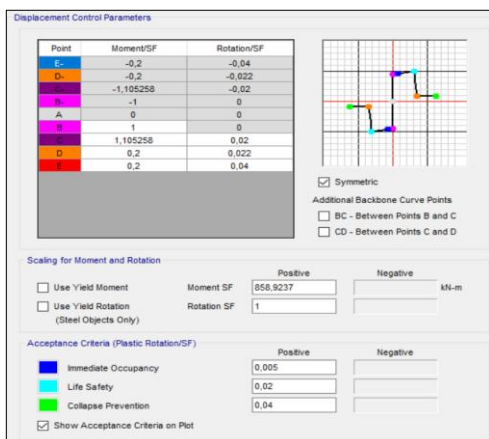 Displacement Control Parameters
Point Moment/SF Rotation/SF
E- -0,2 -0,04
D- -0,2 -0,022
C- -1,105258 -0,02
B- -1 0
A 0 0
B 1 0
C 1,105258 0,02
D 0,2 0,022
E 0,2 0,04
Symmetric
Additional Backbone Curve Points
BC - Between Points B and C
CD - Between Points C and D
Scaling for Moment and Rotation
Positive Negative
Use Yield Moment Moment SF 858,9237 kN-m
Use Yield Rotation Rotation SF 1
(Steel Objects Only)
Acceptance Criteria (Plastic Rotation/SF)
Positive Negative
Immediate Occupancy 0,005
Life Safety 0,02
Collapse Prevention 0,04
Show Acceptance Criteria on Plot